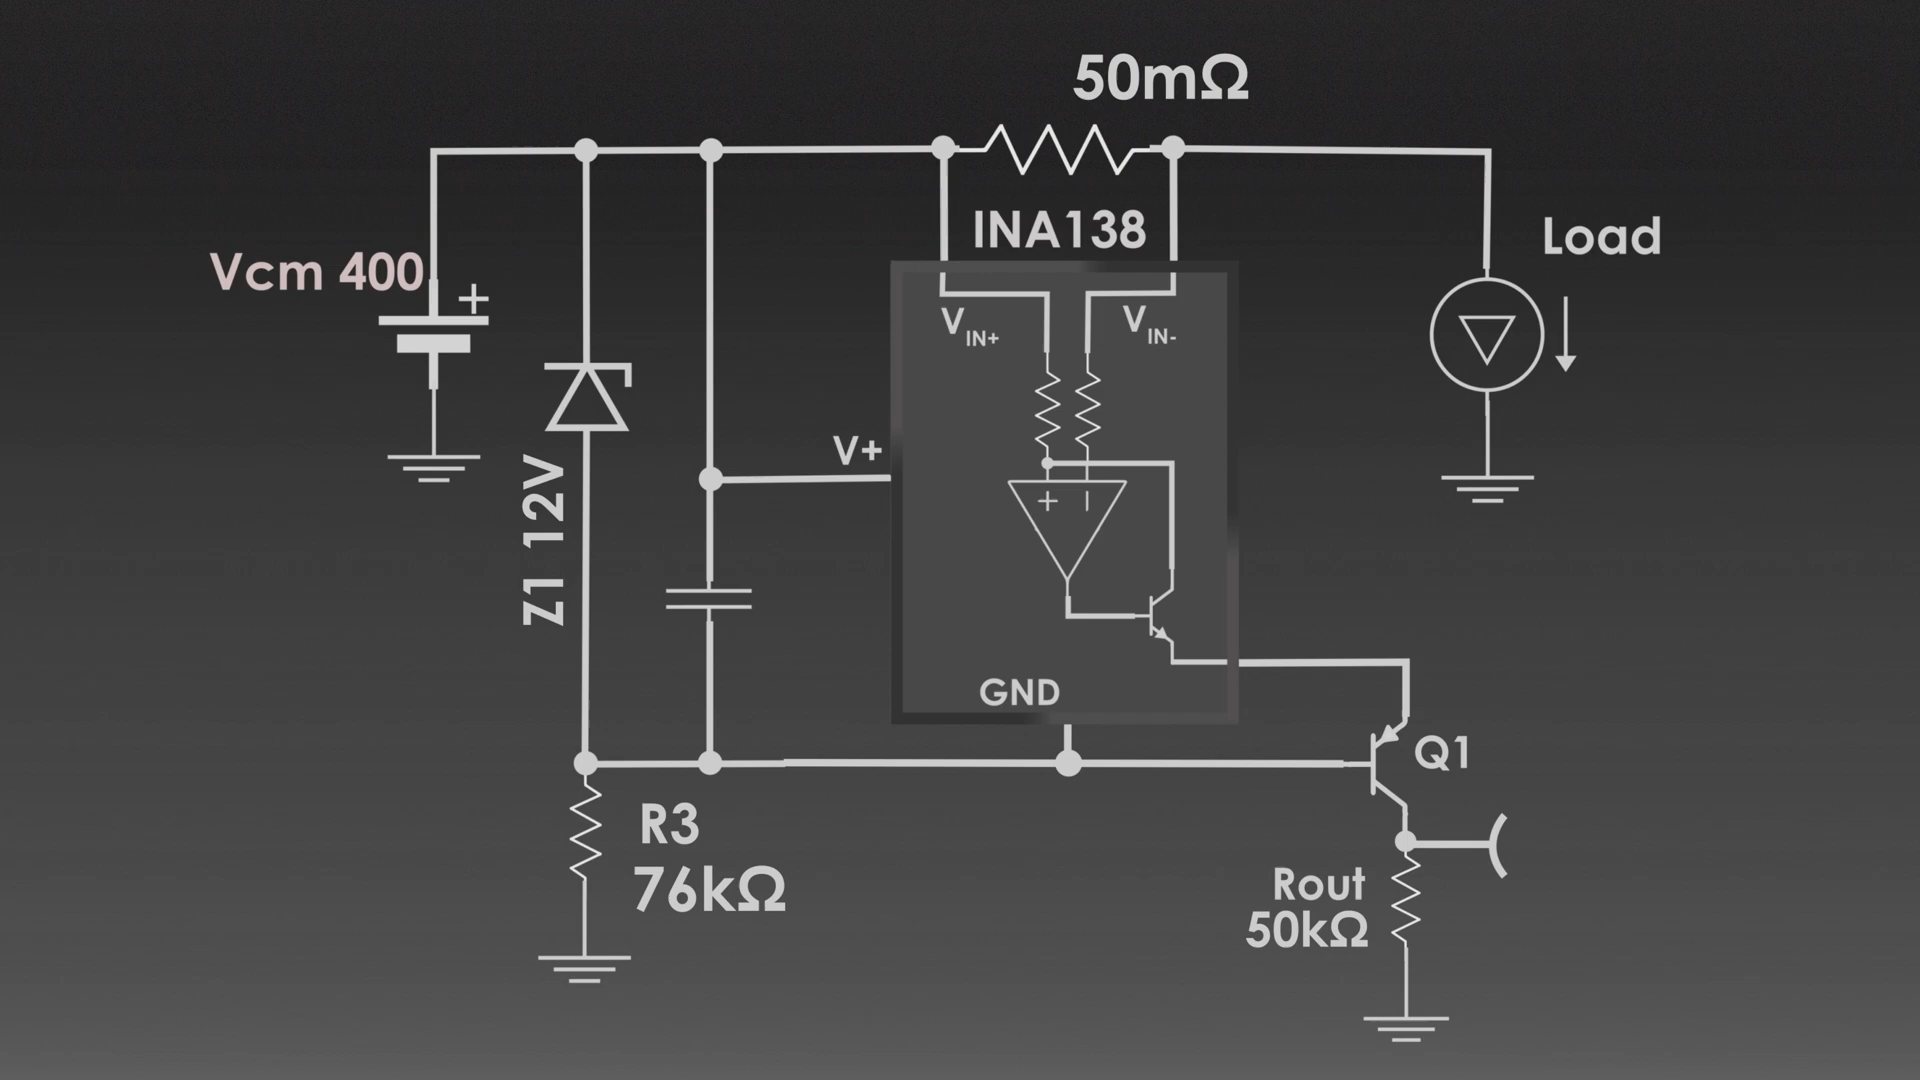 50mΩ
INA138
Load
Vcm 400
+
VIN+
VIN-
V+
Z1 12V
+
GND
Q1
R3
76kΩ
Rout
50kΩ